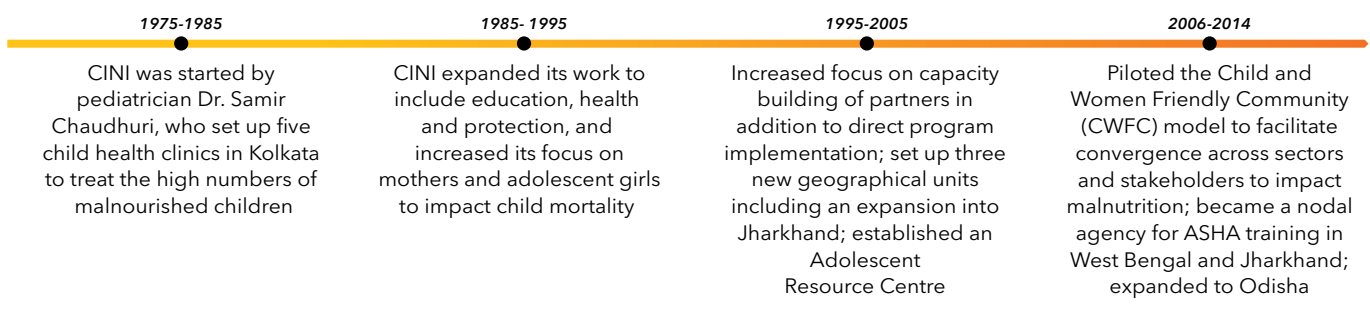 1975-1985
CINI was started by
pediatrician Dr. Samir
Chaudhuri, who set up five
child health clinics in Kolkata
to treat the high numbers of
malnourished children
1985- 1995
CINI expanded its work to
include education, health
and protection, and
increased its focus on
mothers and adolescent girls
to impact child mortality
1995-2005
Increased focus on capacity
building of partners in
addition to direct program
implementation; set up three
new geographical units
including an expansion into
Jharkhand; established an
Adolescent
Resource Centre
2006-2014
Piloted the Child and
Women Friendly Community
(CWFC) model to facilitate
convergence across sectors
and stakeholders to impact
malnutrition; became a nodal
agency for ASHA training in
West Bengal and Jharkhand;
expanded to Odisha